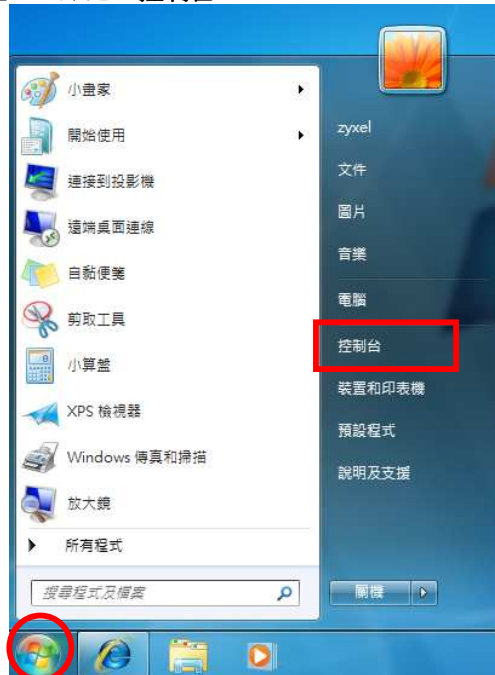 小畫家
開始使用
連接到投影機
遠端桌面連線
自黏便箋
剪取工具
小算盤
XPS 檢視器
Windows 傳真和掃描
放大鏡
所有程式
搜尋程式及檔案
zyxel
文件
圖片
音樂
電腦
控制台
裝置和印表機
預設程式
說明及支援
關機